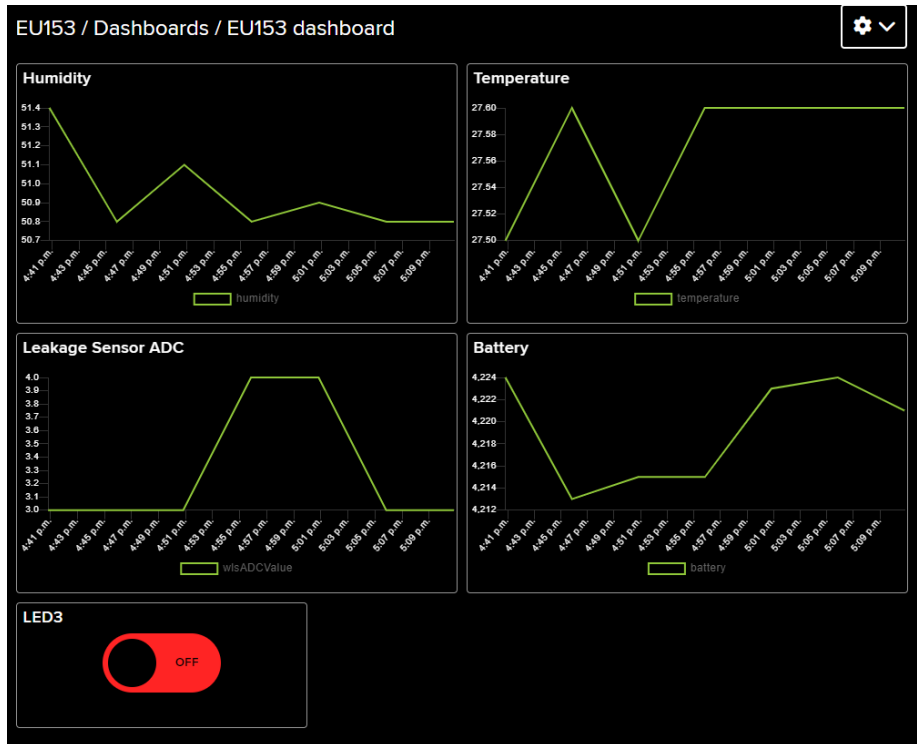 EU153 / Dashboards / EU153 dashboard
Humidity
51.4
51.3
51.2
51.1
51.0
50.9
50.8
50.7
4:41 p.m.
4:43 p.m.
4:45 p.m.
4:47 p.m.
4:49 p.m.
4:51 p.m.
4:53 p.m.
4:55 p.m.
4:57 p.m.
4:59 p.m.
5:01 p.m.
5:03 p.m.
5:05 p.m.
5:07 p.m.
5:09 p.m.
humidity
Temperature
27.60
27.58
27.56
27.54
27.52
27.50
4:41 p.m.
4:43 p.m.
4:45 p.m.
4:47 p.m.
4:49 p.m.
4:51 p.m.
4:53 p.m.
4:55 p.m.
4:57 p.m.
4:59 p.m.
5:01 p.m.
5:03 p.m.
5:05 p.m.
5:07 p.m.
5:09 p.m.
temperature
Leakage Sensor ADC
4.0
3.9
3.8
3.7
3.6
3.5
3.4
3.3
3.2
3.1
3.0
4:41 p.m.
4:43 p.m.
4:45 p.m.
4:47 p.m.
4:49 p.m.
4:51 p.m.
4:53 p.m.
4:55 p.m.
4:57 p.m.
4:59 p.m.
5:01 p.m.
5:03 p.m.
5:05 p.m.
5:07 p.m.
5:09 p.m.
wlsADCValue
Battery
4,224
4,222
4,220
4,218
4,216
4,214
4,212
4:41 p.m.
4:43 p.m.
4:45 p.m.
4:47 p.m.
4:49 p.m.
4:51 p.m.
4:53 p.m.
4:55 p.m.
4:57 p.m.
4:59 p.m.
5:01 p.m.
5:03 p.m.
5:05 p.m.
5:07 p.m.
5:09 p.m.
battery
LED3
OFF